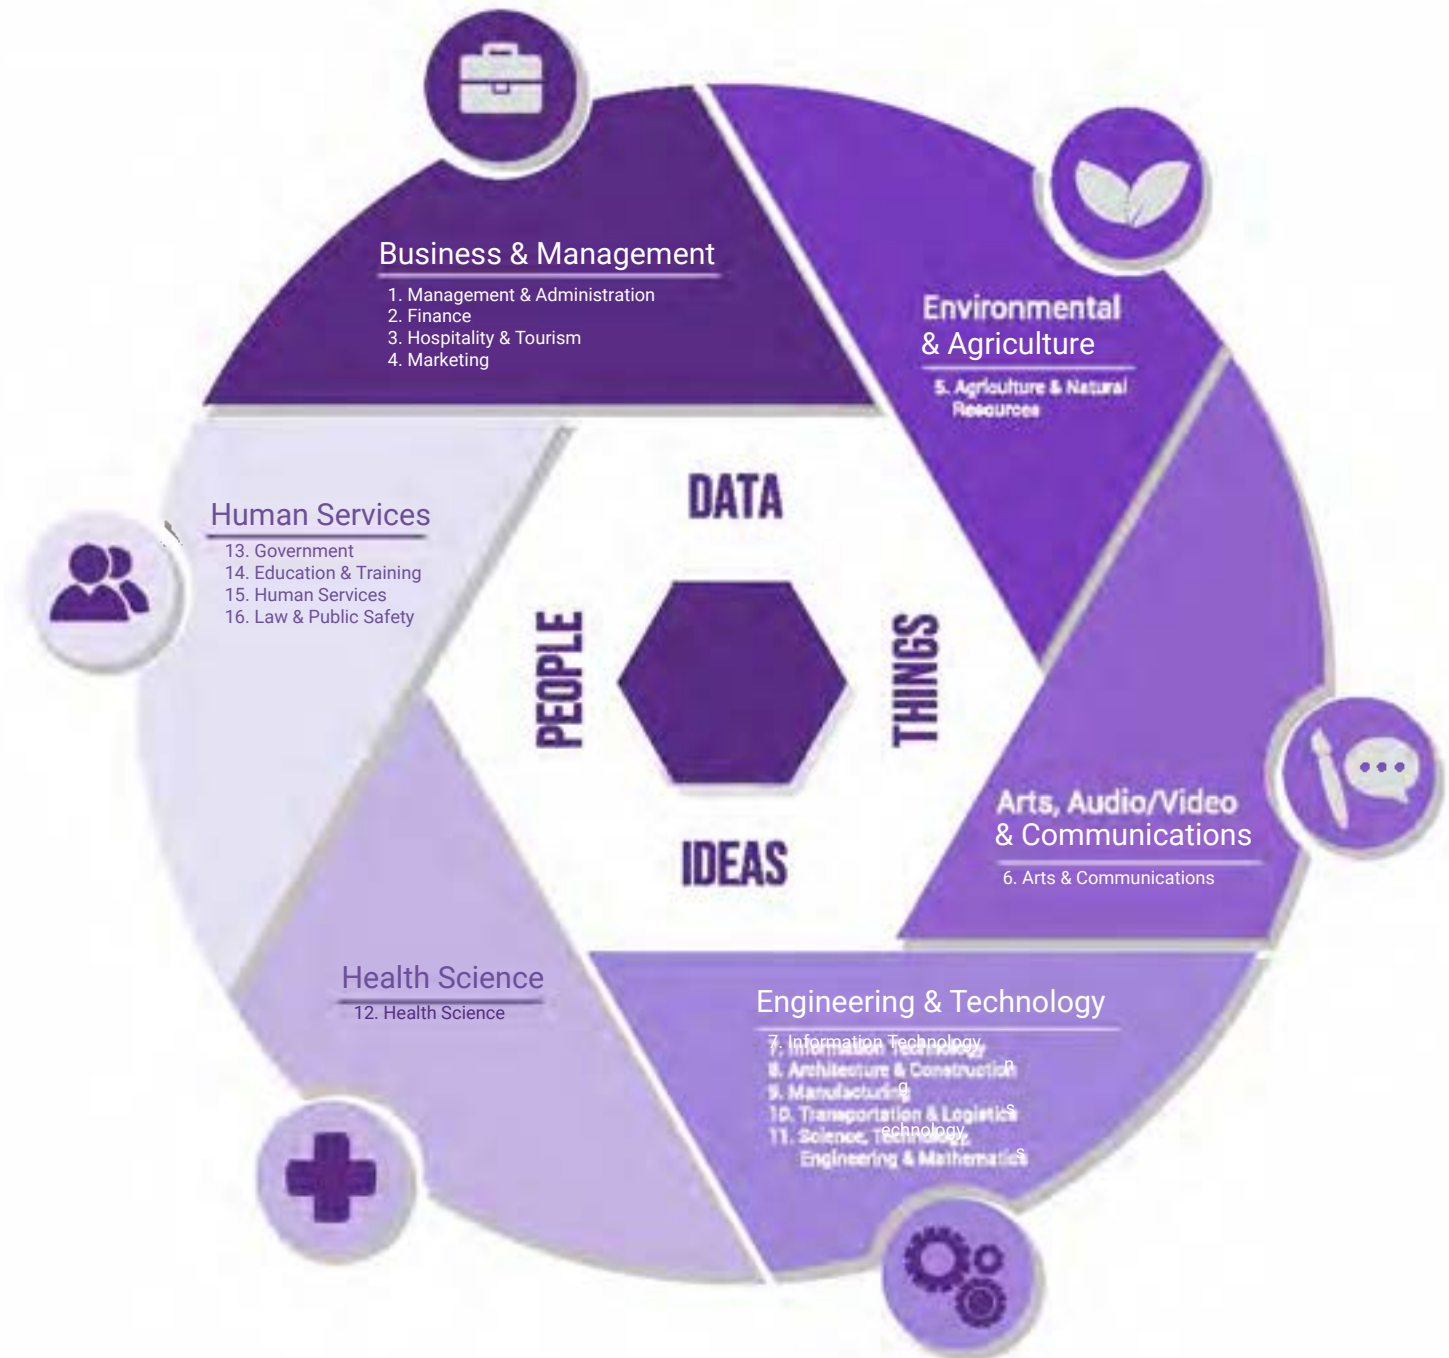 Business & Management
1. Management & Administration
2. Finance
3. Hospitality & Tourism
4. Marketing
Environmental
& Agriculture
5. Agriculture & Natural
Resources
Human Services
13. Government
14. Education & Training
15. Human Services
16. Law & Public Safety
DATA
PEOPLE
THINGS
IDEAS
Arts, Audio/Video
& Communications
6. Arts & Communications
Health Science
12. Health Science
Engineering & Technology
7. Information Technology
8. Architecture & Construction
9. Manufacturing
10. Transportation & Logistics
11. Science, Technology,
Engineering & Mathematics